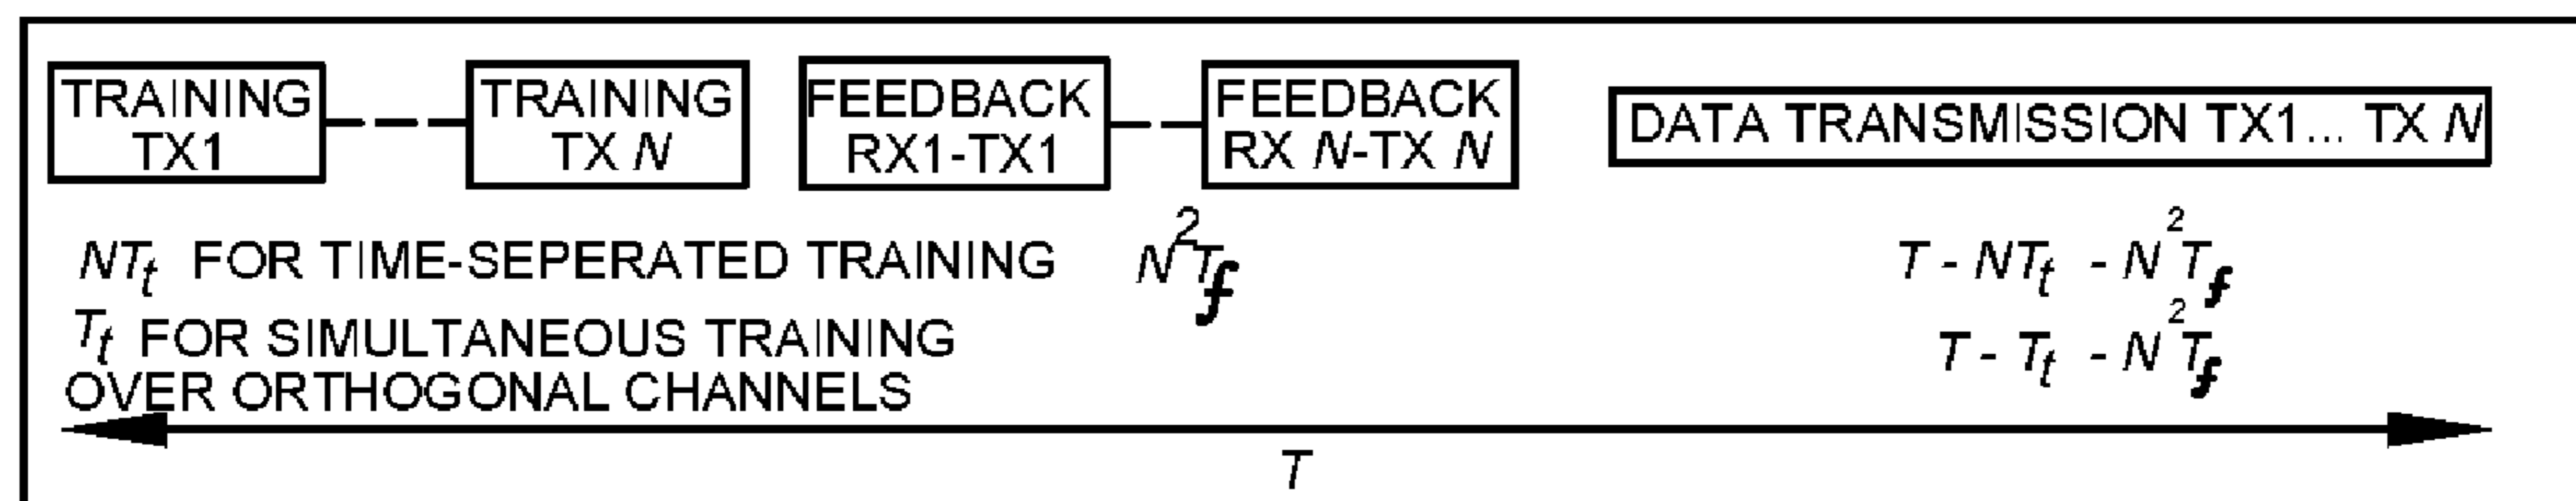 TRAINING TX1
TRAINING TX N
FEEDBACK RX1-TX1
FEEDBACK RX N-TX N
DATA TRANSMISSION TX1... TX N
NTt FOR TIME-SEPERATED TRAINING
N²Tf
T - NTt - N²Tf
Tt FOR SIMULTANEOUS TRAINING
OVER ORTHOGONAL CHANNELS
T - Tt - N²Tf
T